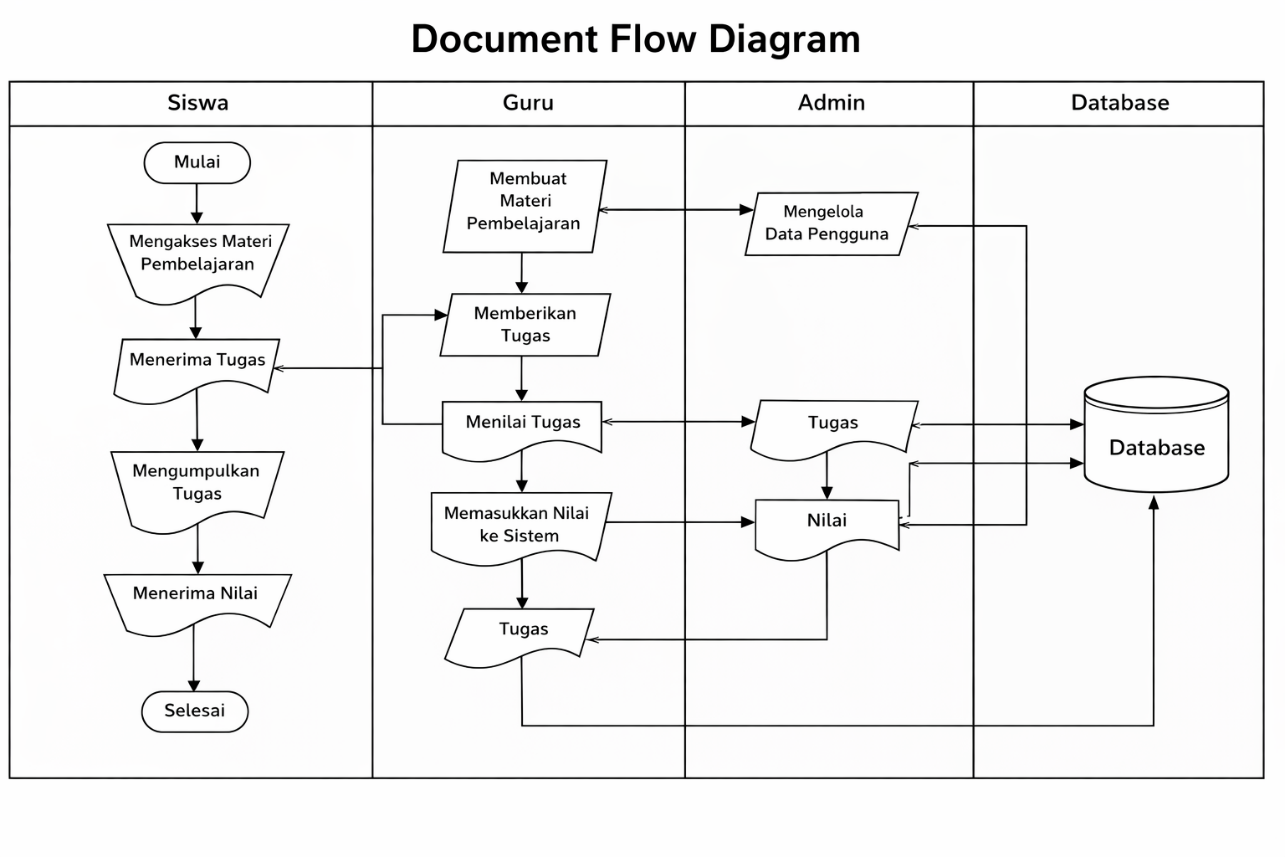 Document Flow Diagram
Siswa
Guru
Admin
Database
Mulai
Mengakses Materi
Pembelajaran
Menerima Tugas
Mengumpulkan
Tugas
Menerima Nilai
Selesai
Membuat
Materi
Pembelajaran
Memberikan
Tugas
Menilai Tugas
Memasukkan Nilai
ke Sistem
Tugas
Mengelola
Data Pengguna
Tugas
Nilai
Database